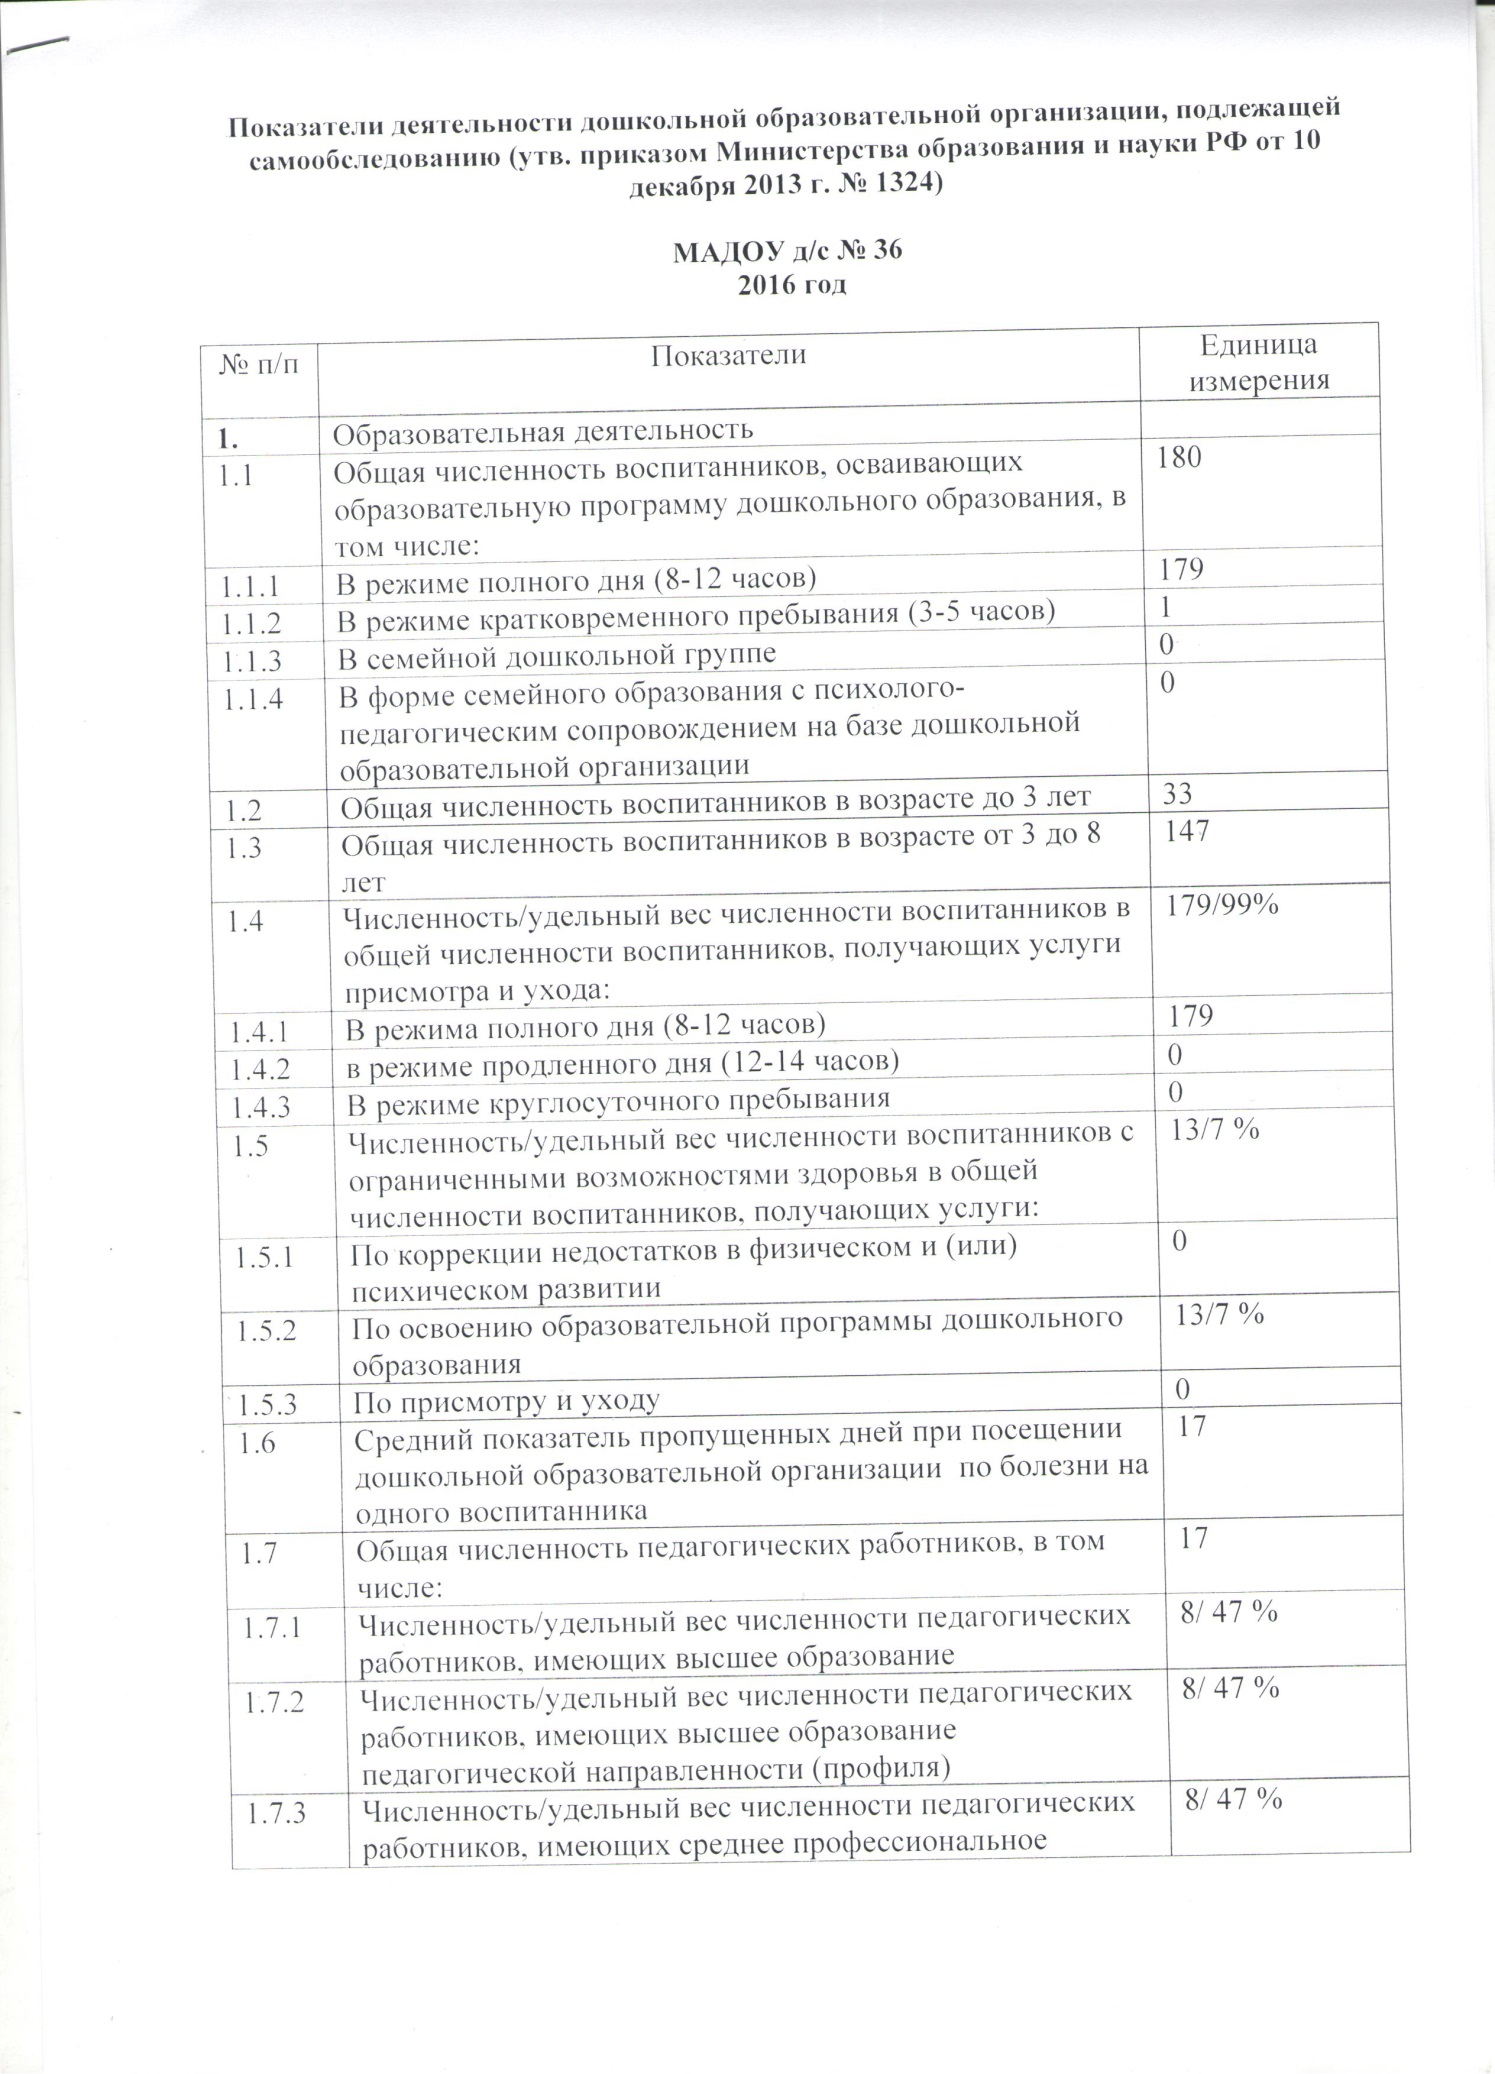 Показатели деятельности дошкольной образовательной организации, подлежащей
самообследованию (утв. приказом Министерства образования и науки РФ от 10
декабря 2013 г. № 1324)
МАДОУ д/с № 36
2016 год
№ п/п Показатели Единица
измерения
1. Образовательная деятельность
1.1 Общая численность воспитанников, осваивающих 180
образовательную программу дошкольного образования, в
том числе:
1.1.1 В режиме полного дня (8-12 часов) 179
1.1.2 В режиме кратковременного пребывания (3-5 часов) 1
1.1.3 В семейной дошкольной группе 0
1.1.4 В форме семейного образования с психолого- 0
педагогическим сопровождением на базе дошкольной
образовательной организации
1.2 Общая численность воспитанников в возрасте до 3 лет 33
1.3 Общая численность воспитанников в возрасте от 3 до 8 147
лет
1.4 Численность/удельный вес численности воспитанников в 179/99%
общей численности воспитанников, получающих услуги
присмотра и ухода:
1.4.1 В режима полного дня (8-12 часов) 179
1.4.2 в режиме продленного дня (12-14 часов) 0
1.4.3 В режиме круглосуточного пребывания 0
1.5 Численность/удельный вес численности воспитанников с 13/7 %
ограниченными возможностями здоровья в общей
численности воспитанников, получающих услуги:
1.5.1 По коррекции недостатков в физическом и (или) 0
психическом развитии
1.5.2 По освоению образовательной программы дошкольного 13/7 %
образования
1.5.3 По присмотру и уходу 0
1.6 Средний показатель пропущенных дней при посещении 17
дошкольной образовательной организации по болезни на
одного воспитанника
1.7 Общая численность педагогических работников, в том 17
числе:
1.7.1 Численность/удельный вес численности педагогических 8/ 47 %
работников, имеющих высшее образование
1.7.2 Численность/удельный вес численности педагогических 8/ 47 %
работников, имеющих высшее образование
педагогической направленности (профиля)
1.7.3 Численность/удельный вес численности педагогических 8/ 47 %
работников, имеющих среднее профессиональное